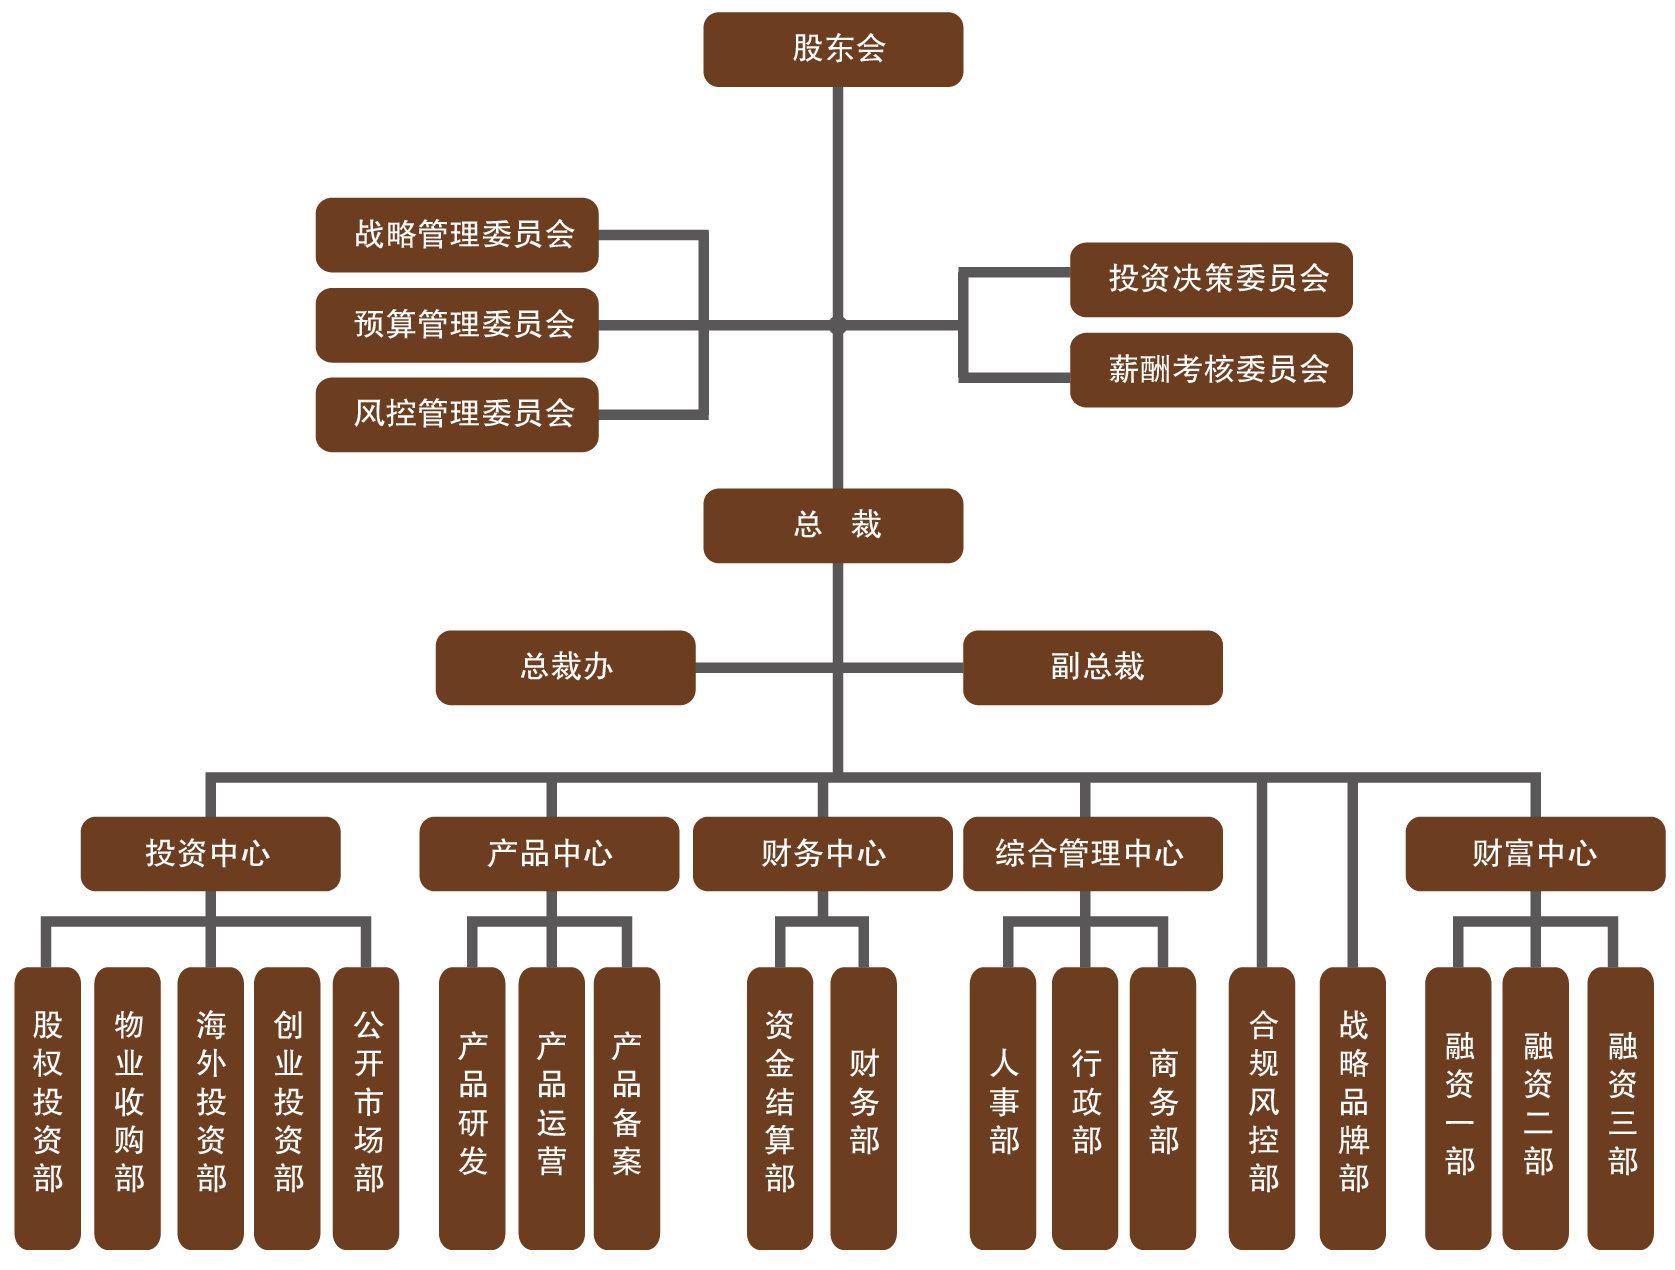 股东会
战略管理委员会
预算管理委员会
风控管理委员会
投资决策委员会
薪酬考核委员会
总 裁
总裁办
副总裁
投资中心
产品中心
财务中心
综合管理中心
财富中心
股权投资部
物业收购部
海外投资部
创业投资部
公开市场部
产品研发
产品运营
产品备案
资金结算部
财务部
人事部
行政部
商务部
合规风控部
战略品牌部
融资一部
融资二部
融资三部